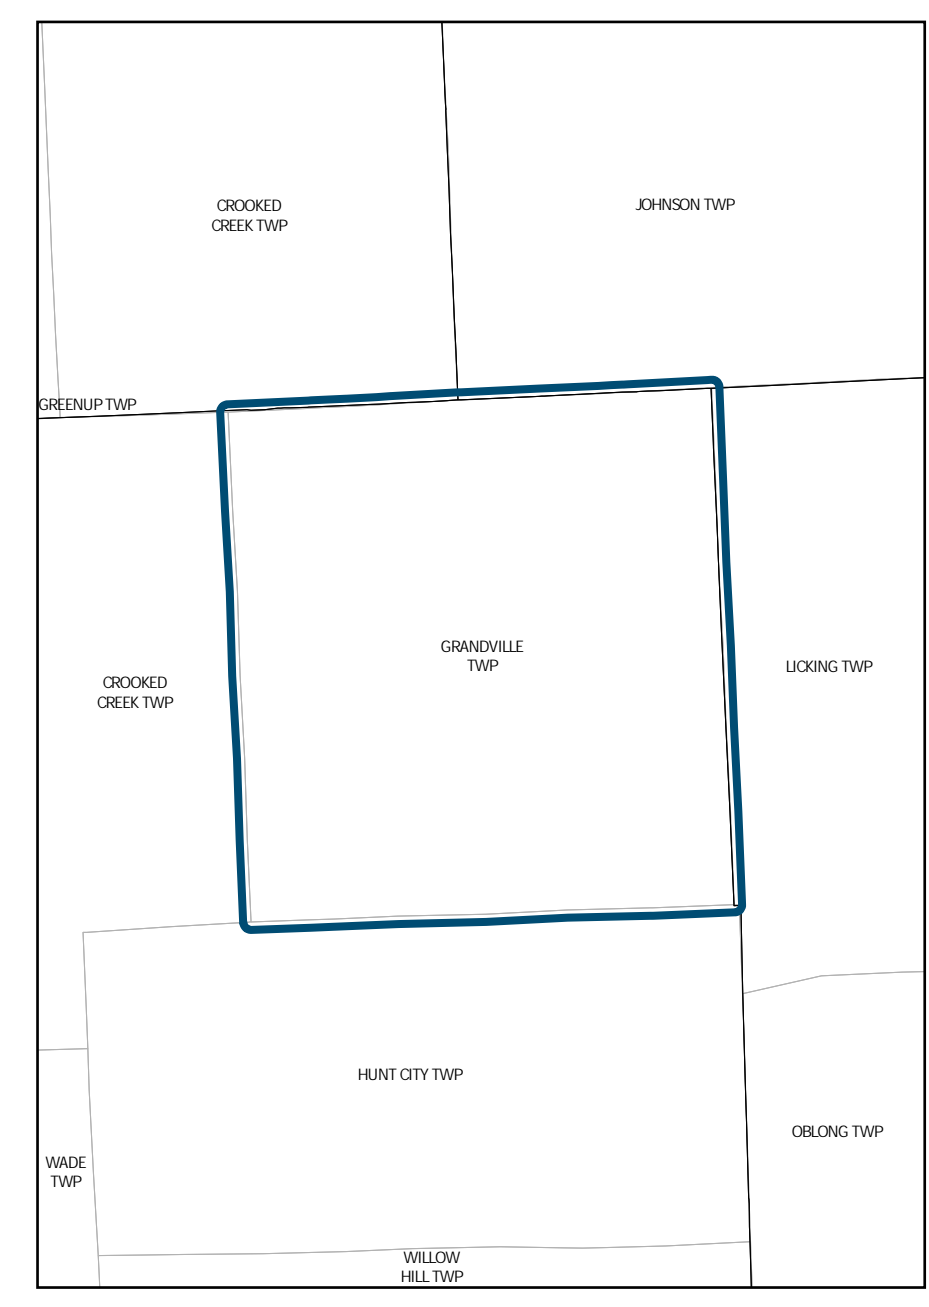 CROOKED
CREEK TWP
JOHNSON TWP
GREENUP TWP
GRANDVILLE
TWP
LICKING TWP
CROOKED
CREEK TWP
HUNT CITY TWP
OBLONG TWP
WADE
TWP
WILLOW
HILL TWP